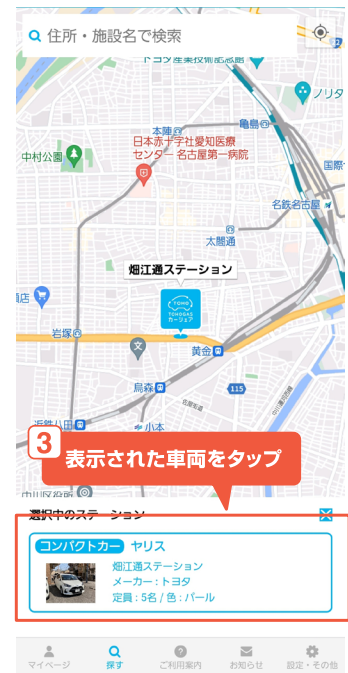 住所・施設名で検索
トヨタ産業技術記念館
ノリタ
亀島
本陣
日本赤十字社愛知医療
センター 名古屋第一病院
中村公園
国際
名鉄名古屋
太閤通
畑江通ステーション
TOHO
TOHOGAS
カーシェア
店
岩塚
文
黄金
烏森
115
近鉄八田
小本
3
表示された車両をタップ
中川区役所
選択中のステーション
コンパクトカー ヤリス
畑江通ステーション
メーカー : トヨタ
定員 : 5名 / 色 : パール
マイページ
探す
ご利用案内
お知らせ
設定・その他